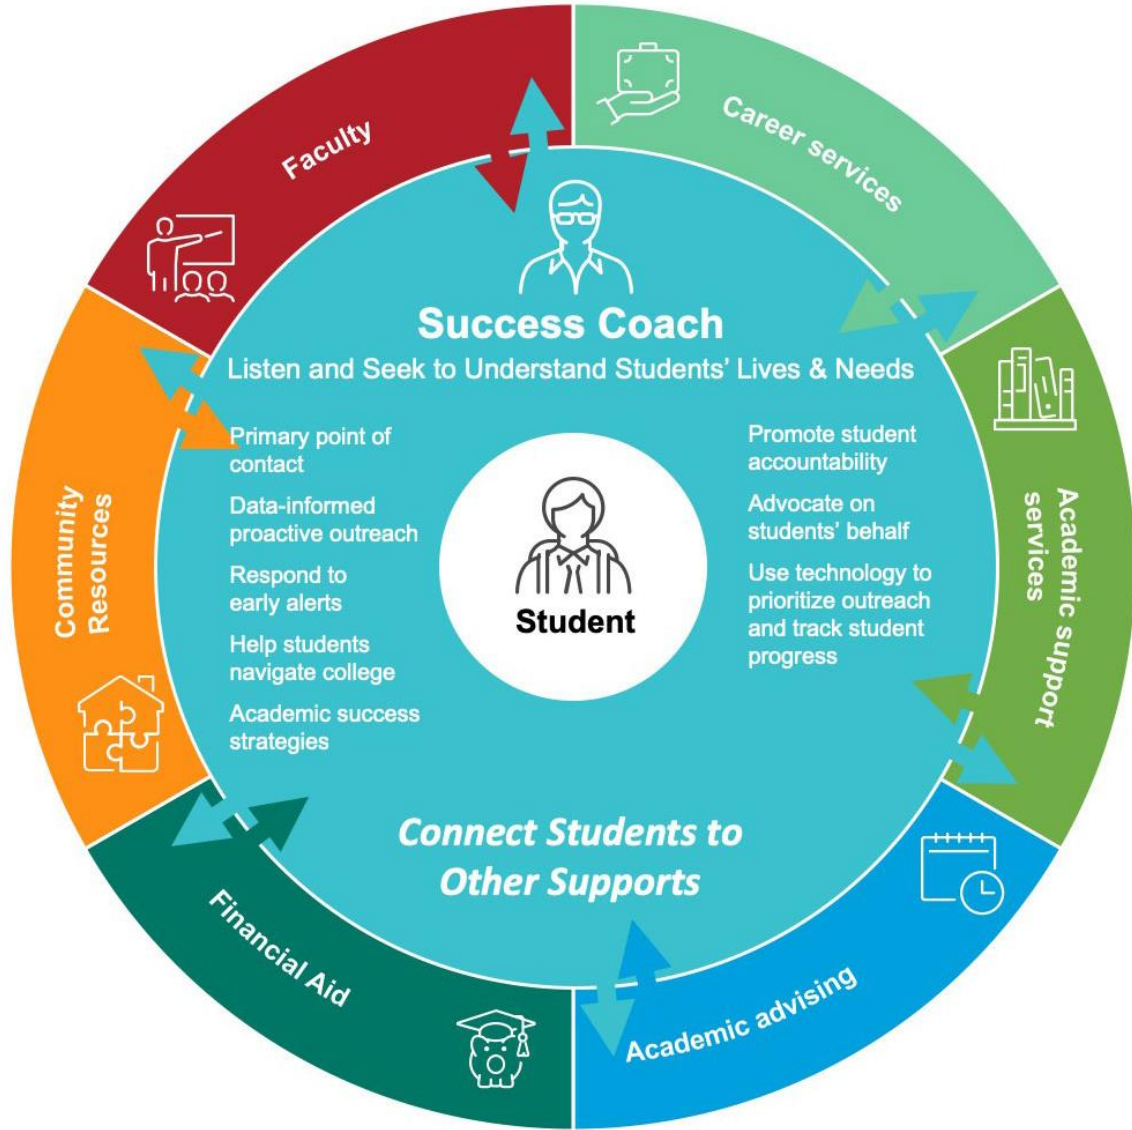 Faculty
Career services
Success Coach
Listen and Seek to Understand Students' Lives & Needs
Primary point of
contact
Data-informed
proactive outreach
Respond to
early alerts
Help students
navigate college
Academic success
strategies
Student
Promote student
accountability
Advocate on
students' behalf
Use technology to
prioritize outreach
and track student
progress
Community
Resources
Academic support
services
Connect Students to
Other Supports
Financial Aid
Academic advising